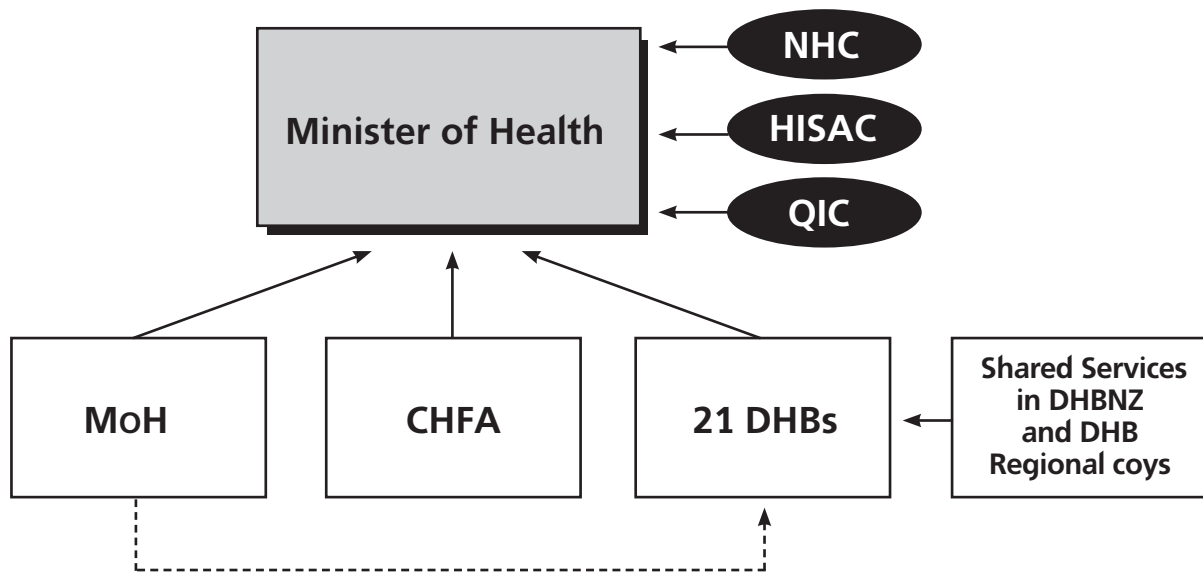 NHC
Minister of Health
HISAC
QIC
MoH
CHFA
21 DHBs
Shared Services
in DHBNZ
and DHB
Regional coys